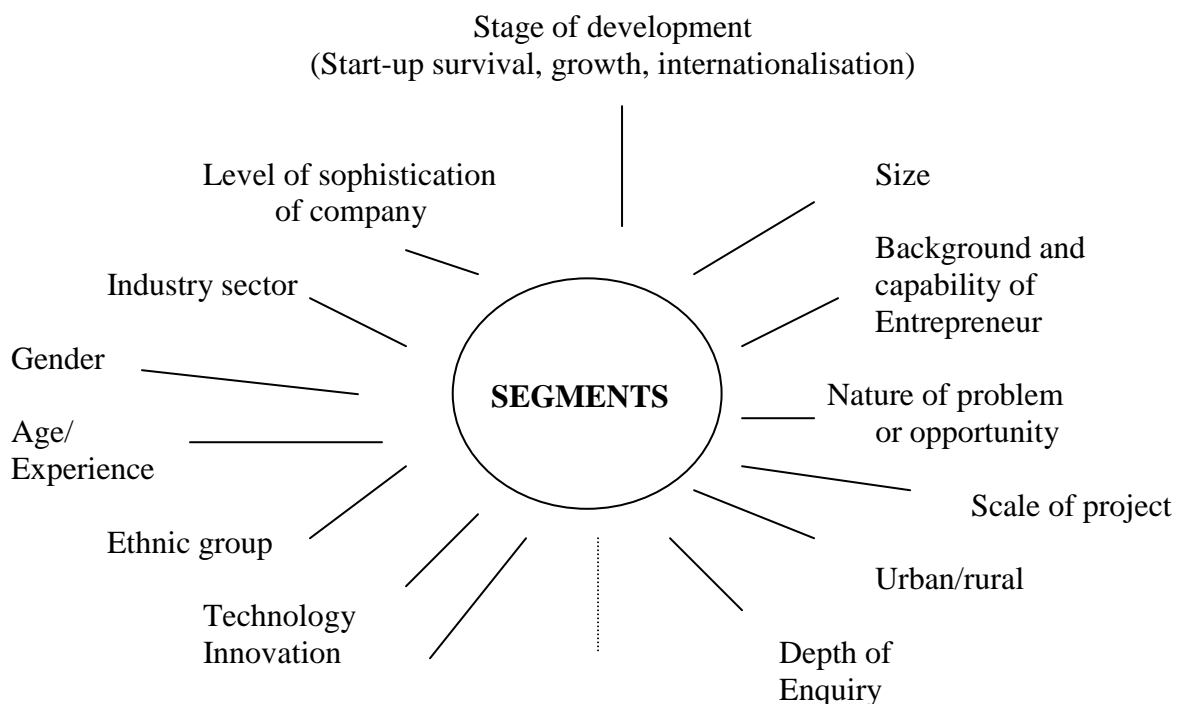 Stage of development
(Start-up survival, growth, internationalisation)
Level of sophistication
of company
Size
Background and
capability of
Entrepreneur
Industry sector
Gender
SEGMENTS
Nature of problem
or opportunity
Age/
Experience
Scale of project
Ethnic group
Urban/rural
Technology
Innovation
Depth of
Enquiry